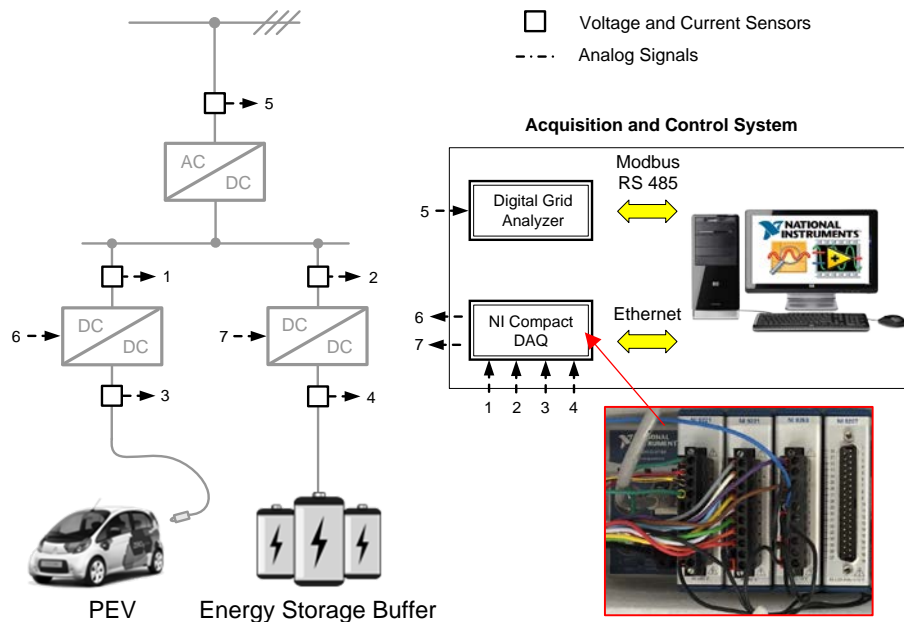 Voltage and Current Sensors
Analog Signals
5
AC
DC
1
2
6
DC
DC
7
DC
DC
3
4
PEV
Energy Storage Buffer
Acquisition and Control System
5
Digital Grid
Analyzer
Modbus
RS 485
NATIONAL
INSTRUMENTS
6
7
NI Compact
DAQ
Ethernet
1
2
3
4
NATIONAL
INSTRUMENTS